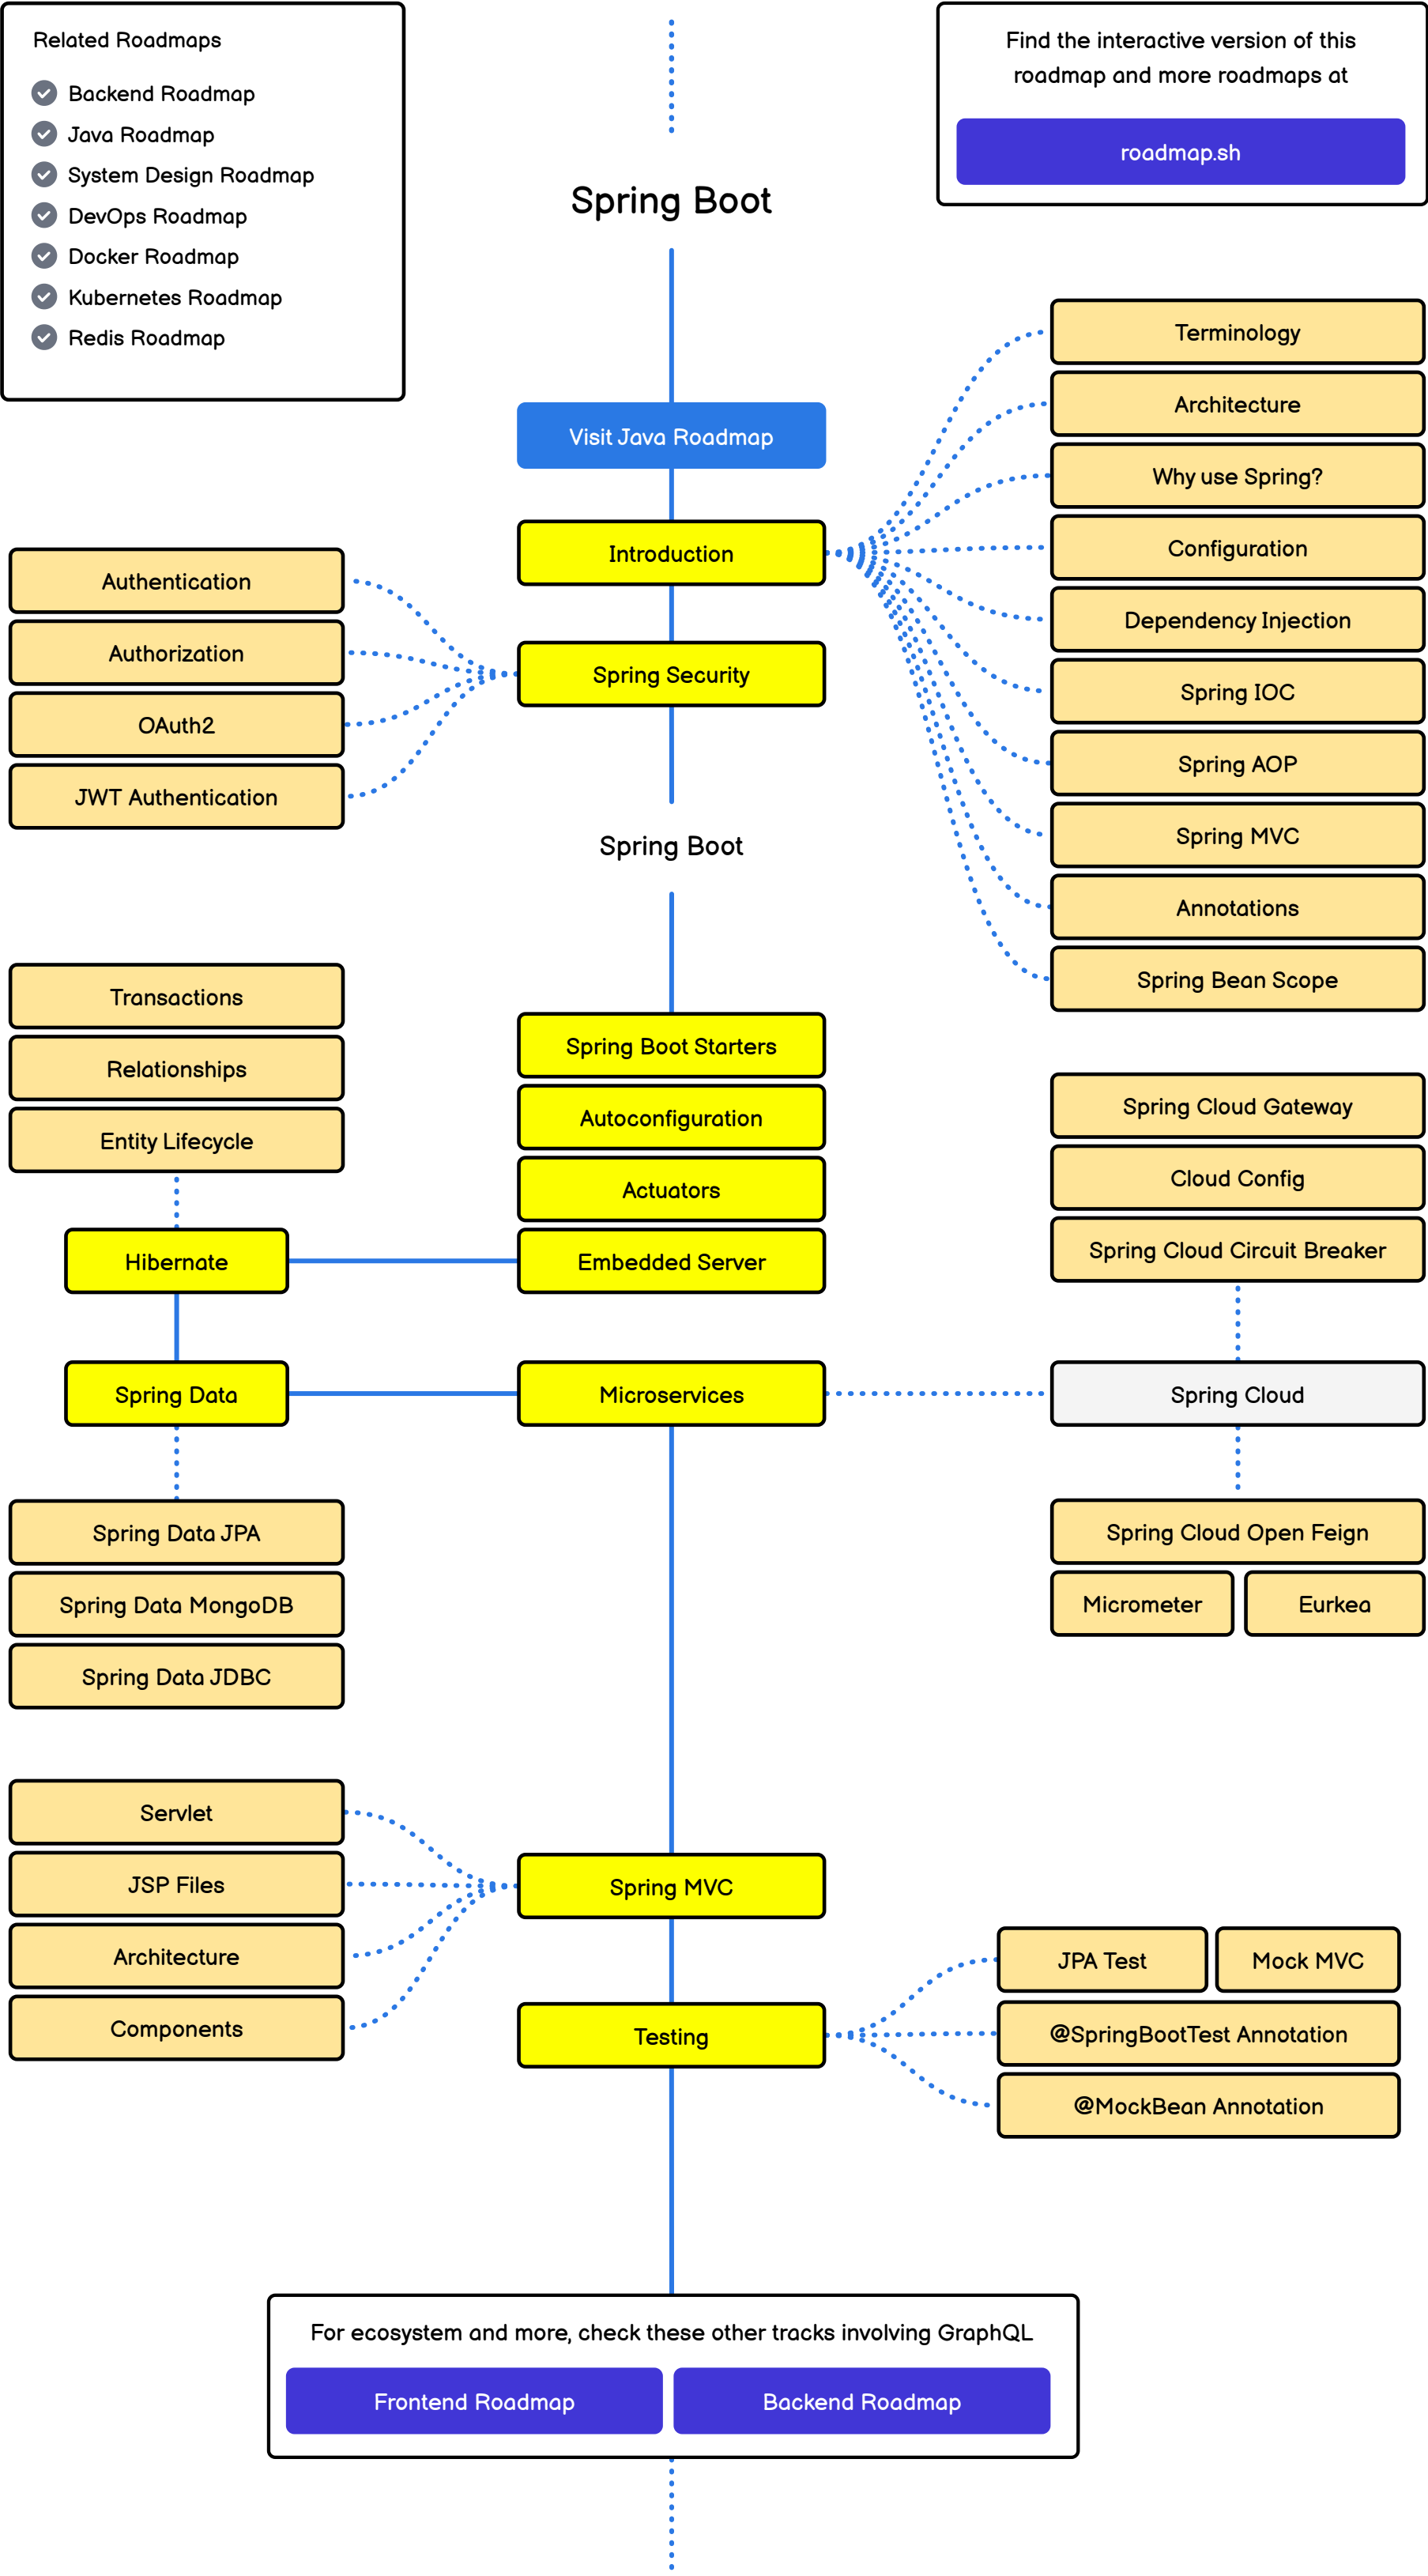 Related Roadmaps
Backend Roadmap
Java Roadmap
System Design Roadmap
DevOps Roadmap
Docker Roadmap
Kubernetes Roadmap
Redis Roadmap
Find the interactive version of this
roadmap and more roadmaps at
roadmap.sh
Spring Boot
Visit Java Roadmap
Introduction
Terminology
Architecture
Why use Spring?
Configuration
Dependency Injection
Spring IOC
Spring AOP
Spring MVC
Annotations
Spring Bean Scope
Spring Security
Authentication
Authorization
OAuth2
JWT Authentication
Spring Boot
Spring Boot Starters
Autoconfiguration
Actuators
Embedded Server
Transactions
Relationships
Entity Lifecycle
Hibernate
Spring Data
Spring Data JPA
Spring Data MongoDB
Spring Data JDBC
Microservices
Spring Cloud Gateway
Cloud Config
Spring Cloud Circuit Breaker
Spring Cloud
Spring Cloud Open Feign
Micrometer
Eurkea
Spring MVC
Servlet
JSP Files
Architecture
Components
Testing
JPA Test
Mock MVC
@SpringBootTest Annotation
@MockBean Annotation
For ecosystem and more, check these other tracks involving GraphQL
Frontend Roadmap
Backend Roadmap